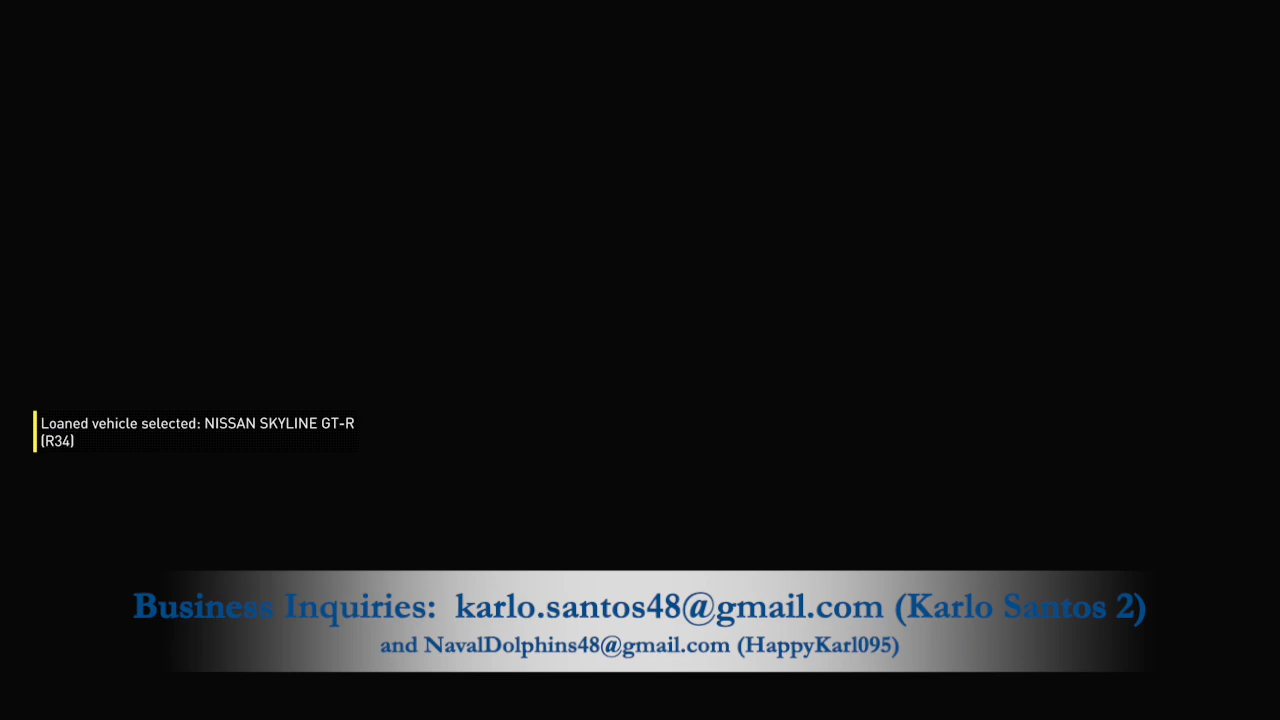 Loaned vehicle selected: NISSAN SKYLINE GT-R
(R34)
Business Inquiries: karlo.santos48@gmail.com (Karlo Santos 2)
and NavalDolphins48@gmail.com (HappyKarl095)